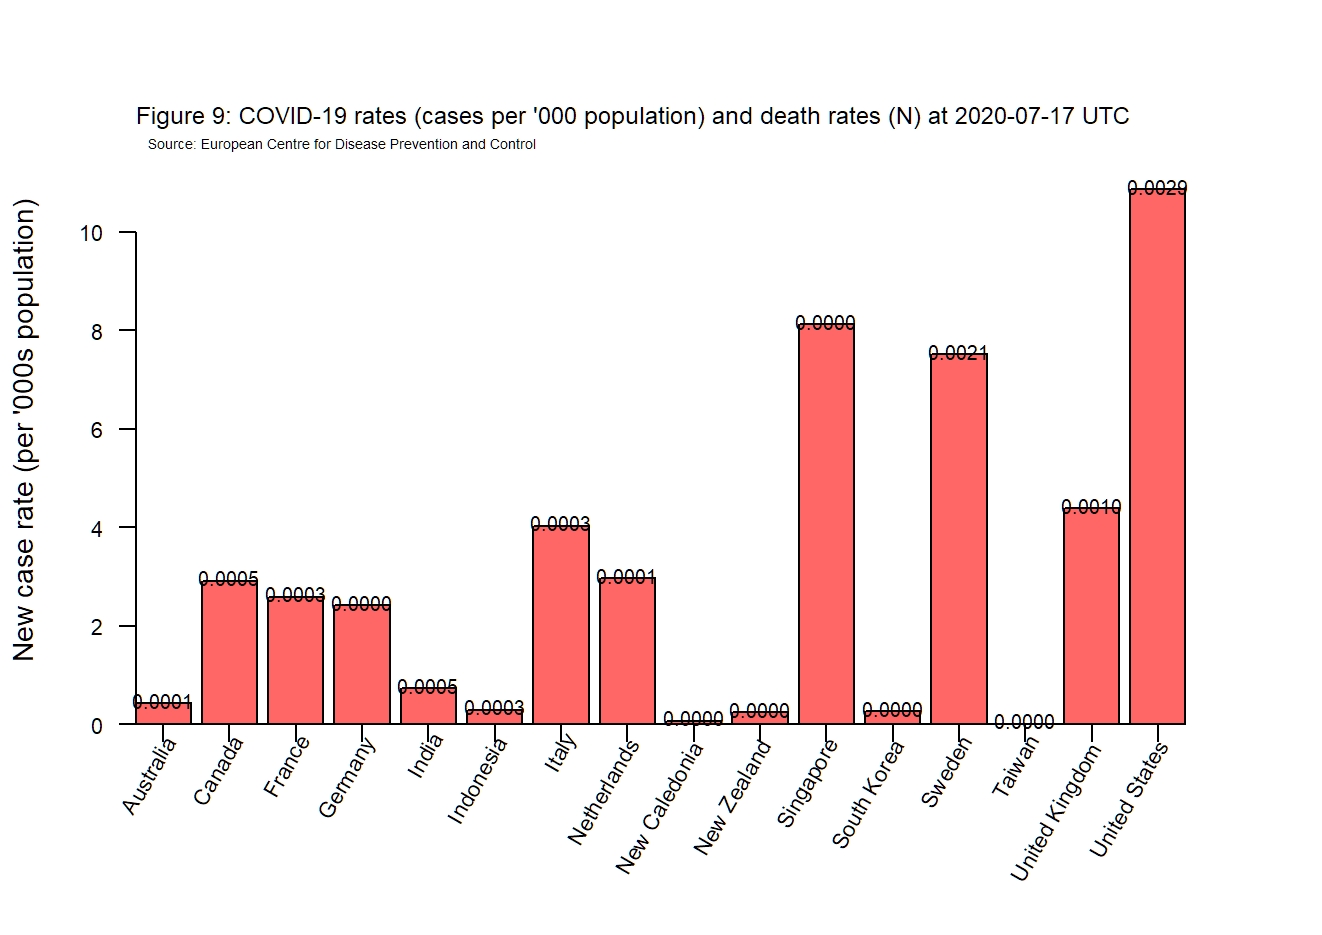 Figure 9: COVID-19 rates (cases per '000 population) and death rates (N) at 2020-07-17 UTC
Source: European Centre for Disease Prevention and Control
New case rate (per '000s population)
10
8
6
4
2
0
0.0001
0.0005
0.0003
0.0000
0.0005
0.0003
0.0003
0.0001
0.0000
0.0000
0.0000
0.0000
0.0021
0.0000
0.0010
0.0029
Australia
Canada
France
Germany
India
Indonesia
Italy
Netherlands
New Caledonia
New Zealand
Singapore
South Korea
Sweden
Taiwan
United Kingdom
United States